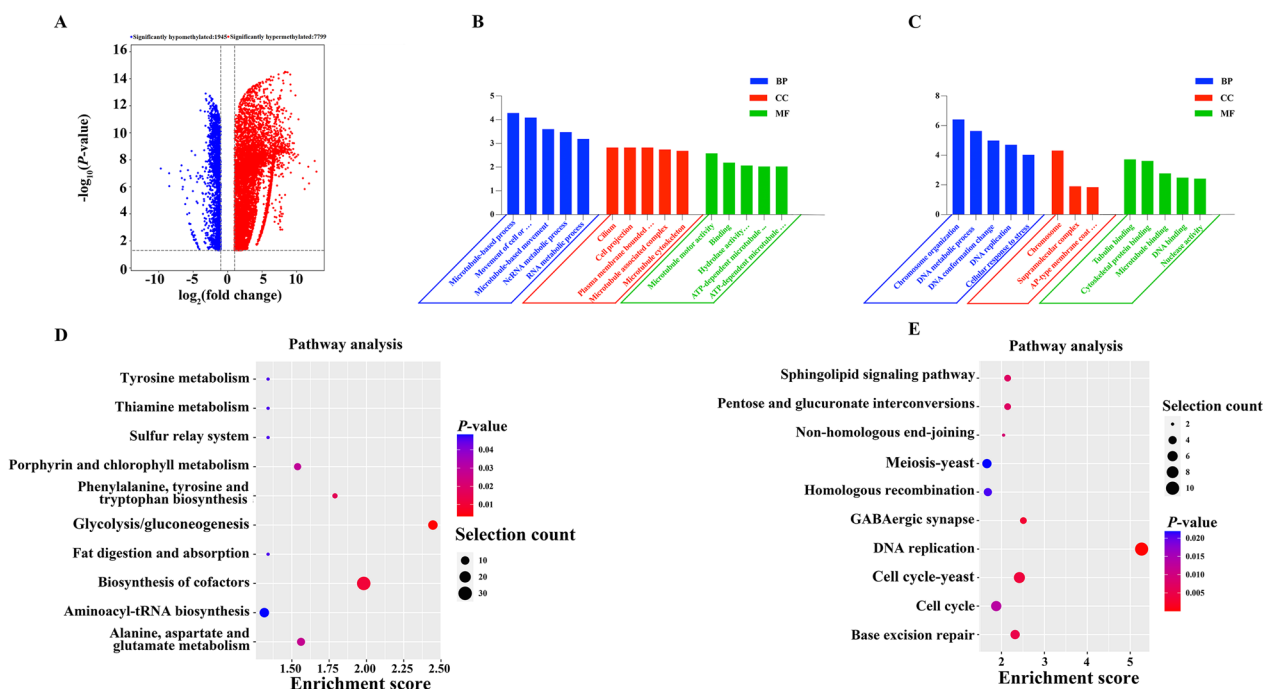 A
Significantly hypomethylated:1945 Significantly hypermethylated:7799
16
14
12
10
8
6
4
2
0
-log10(P-value)
-10 0 10 20
log2(fold change)
B
BP
CC
MF
5
4
3
2
1
0
Microtubule-based process
Movement of cell or ...
Microtubule-based movement
NcRNA metabolic process
RNA metabolic process
Cilium
Cell projection
Plasma membrane bounded ...
Microtubule associated complex
Microtubule cytoskeleton
Microtubule motor activity
Binding
Hydrolase activity...
ATP-dependent microtubule ...
ATP-dependent microtubule ...
C
BP
CC
MF
8
6
4
2
0
Chromosome organization
DNA metabolic process
DNA conformation change
DNA replication
Cellular response to stress
Chromosome
Supramolecular complex
AP-type membrane coat ...
Tubulin binding
Cytoskeletal protein binding
Microtubule binding
DNA binding
Nuclease activity
D
Pathway analysis
Tyrosine metabolism
Thiamine metabolism
Sulfur relay system
Porphyrin and chlorophyll metabolism
Phenylalanine, tyrosine and
tryptophan biosynthesis
Glycolysis/gluconeogenesis
Fat digestion and absorption
Biosynthesis of cofactors
Aminoacyl-tRNA biosynthesis
Alanine, aspartate and
glutamate metabolism
1.50 1.75 2.00 2.25 2.50
Enrichment score
P-value
0.04
0.03
0.02
0.01
Selection count
10
20
30
E
Pathway analysis
Sphingolipid signaling pathway
Pentose and glucuronate interconversions
Non-homologous end-joining
Meiosis-yeast
Homologous recombination
GABAergic synapse
DNA replication
Cell cycle-yeast
Cell cycle
Base excision repair
2 3 4 5
Enrichment score
Selection count
2
4
6
8
10
P-value
0.020
0.015
0.010
0.005